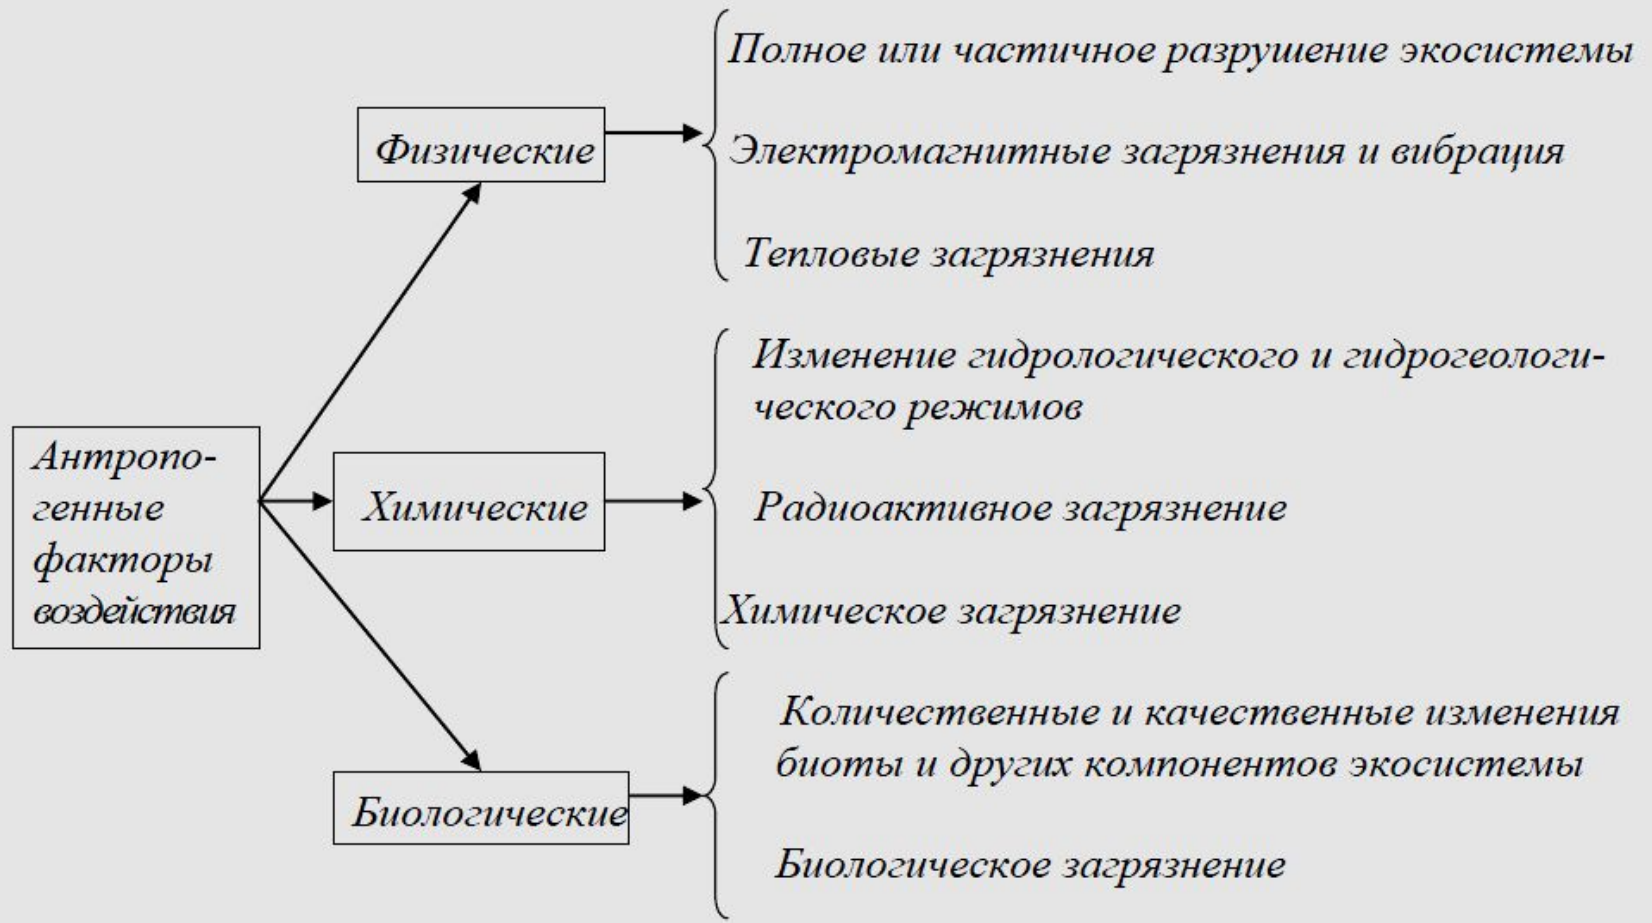 Антропо-
генные
факторы
воздействия
Физические
Полное или частичное разрушение экосистемы
Электромагнитные загрязнения и вибрация
Тепловые загрязнения
Химические
Изменение гидрологического и гидрогеологи-
ческого режимов
Радиоактивное загрязнение
Химическое загрязнение
Биологические
Количественные и качественные изменения
биоты и других компонентов экосистемы
Биологическое загрязнение